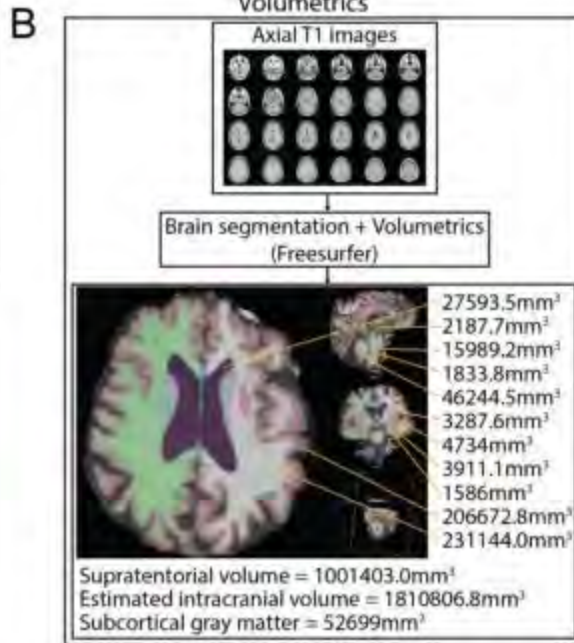 Volumetrics
B
Axial T1 images
Brain segmentation + Volumetrics
(Freesurfer)
27593.5mm³
2187.7mm³
15989.2mm³
1833.8mm³
46244.5mm³
3287.6mm³
4734mm³
3911.1mm³
1586mm³
206672.8mm³
231144.0mm³
Supratentorial volume = 1001403.0mm³
Estimated intracranial volume = 1810806.8mm³
Subcortical gray matter = 52699mm³